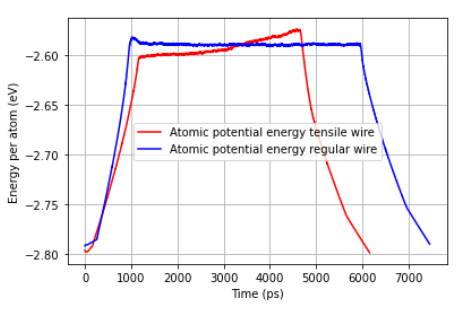 −2.60
−2.65
−2.70
−2.75
−2.80
Energy per atom (eV)
Atomic potential energy tensile wire
Atomic potential energy regular wire
0 1000 2000 3000 4000 5000 6000 7000
Time (ps)